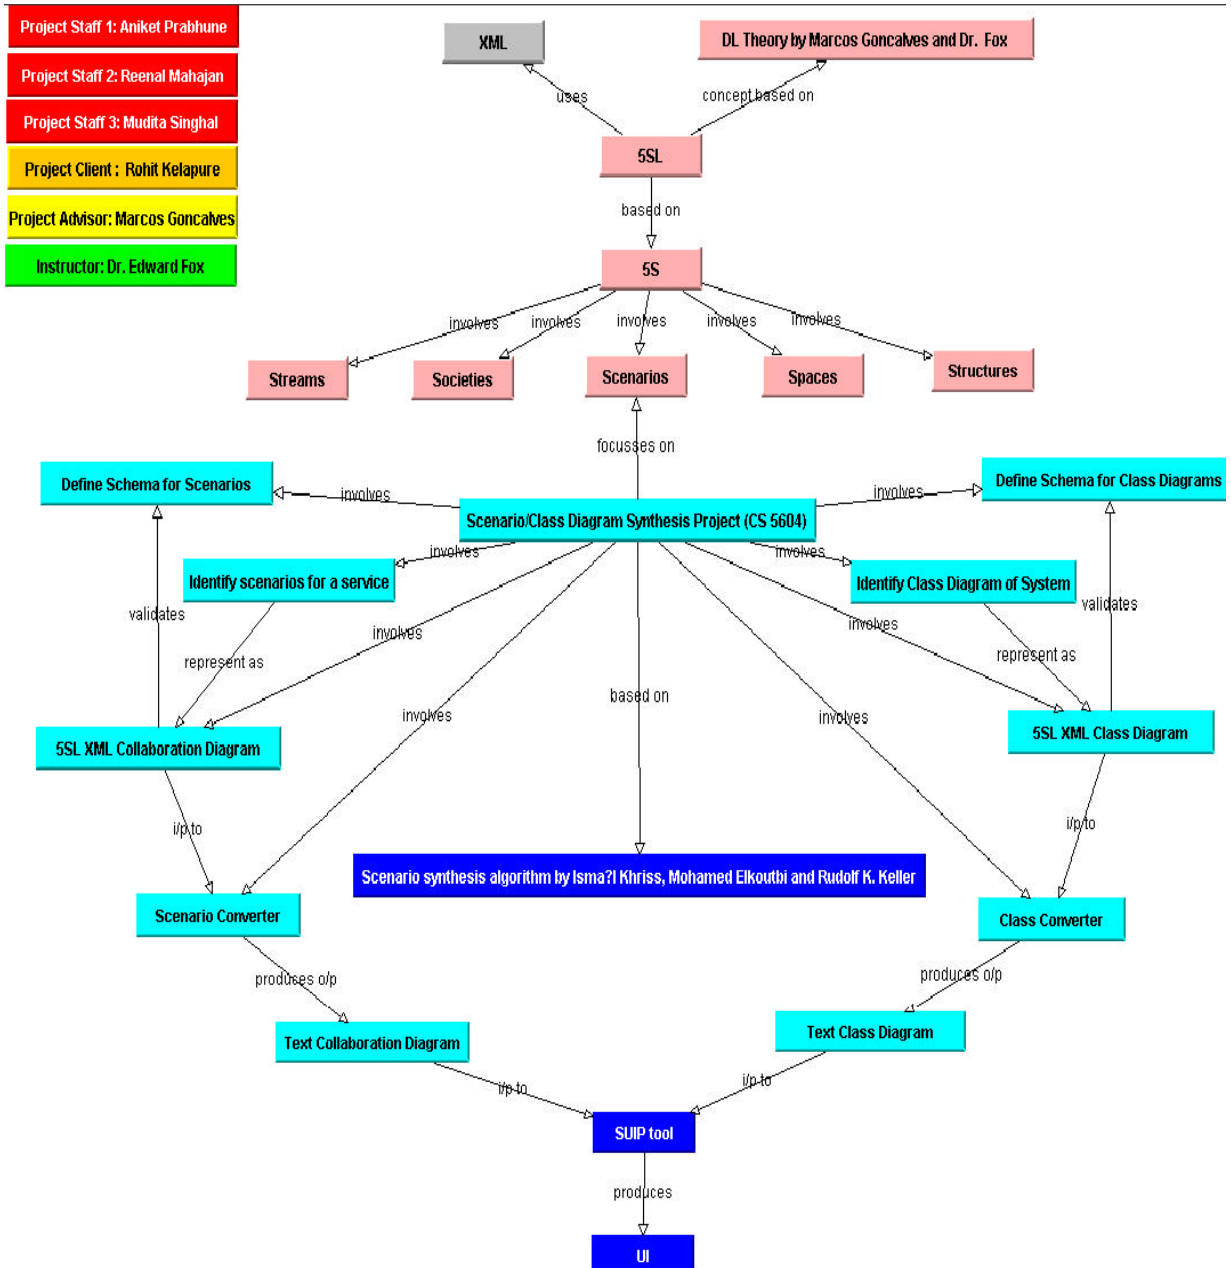 Project Staff 1: Aniket Prabhune
Project Staff 2: Reenal Mahajan
Project Staff 3: Mudita Singhal
Project Client : Rohit Kelapure
Project Advisor: Marcos Goncalves
Instructor: Dr. Edward Fox
XML
DL Theory by Marcos Goncalves and Dr. Fox
uses
concept based on
5SL
based on
5S
involves
involves
involves
involves
involves
Streams
Societies
Scenarios
Spaces
Structures
focusses on
Define Schema for Scenarios
involves
involves
Define Schema for Class Diagrams
Scenario/Class Diagram Synthesis Project (CS 5604)
involves
involves
Identify scenarios for a service
Identify Class Diagram of System
validates
validates
involves
involves
represent as
represent as
based on
involves
involves
5SL XML Collaboration Diagram
5SL XML Class Diagram
i/p to
i/p to
Scenario synthesis algorithm by Isma?l Khriss, Mohamed Elkoutbi and Rudolf K. Keller
Scenario Converter
Class Converter
produces o/p
produces o/p
Text Collaboration Diagram
Text Class Diagram
i/p to
i/p to
SUIP tool
produces
UI